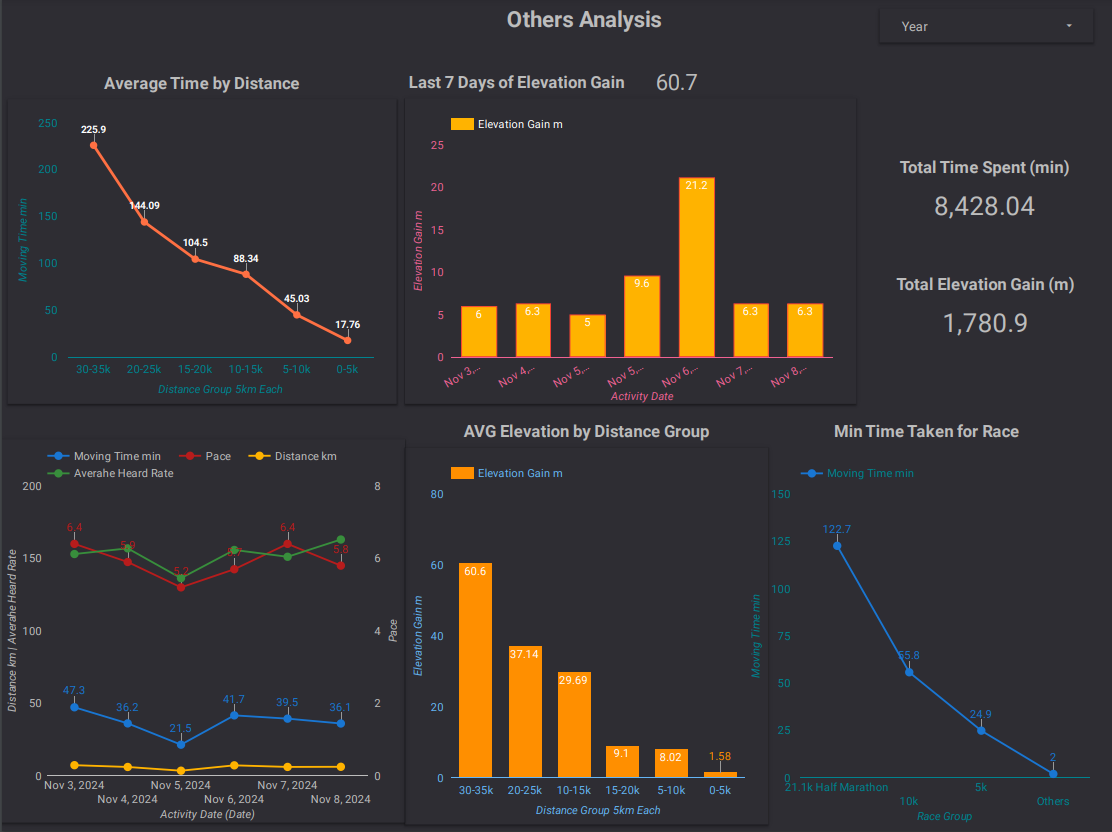 Others Analysis
Year
Average Time by Distance
Last 7 Days of Elevation Gain 60.7
250
200
150
100
50
0
Moving Time min
225.9
144.09
104.5
88.34
45.03
17.76
30-35k 20-25k 15-20k 10-15k 5-10k 0-5k
Distance Group 5km Each
Elevation Gain m
25
20
15
10
5
0
Elevation Gain m
6
6.3
5
9.6
21.2
6.3
6.3
Nov 3,... Nov 4,... Nov 5,... Nov 5,... Nov 6,... Nov 7,... Nov 8,...
Activity Date
Total Time Spent (min)
8,428.04
Total Elevation Gain (m)
1,780.9
Moving Time min Pace Distance km
Averahe Heard Rate
200
150
100
50
0
Distance km | Averahe Heard Rate
8
6
4
2
0
Pace
6.4
5.9
5.2
6.4
5.8
47.3
36.2
21.5
41.7
39.5
36.1
Nov 3, 2024 Nov 5, 2024 Nov 7, 2024
Nov 4, 2024 Nov 6, 2024 Nov 8, 2024
Activity Date (Date)
AVG Elevation by Distance Group
Elevation Gain m
80
60
40
20
0
Elevation Gain m
60.6
37.14
29.69
9.1
8.02
1.58
30-35k 20-25k 10-15k 15-20k 5-10k 0-5k
Distance Group 5km Each
Min Time Taken for Race
Moving Time min
150
125
100
75
50
25
0
Moving Time min
122.7
55.8
24.9
2
21.1k Half Marathon 5k
10k Others
Race Group